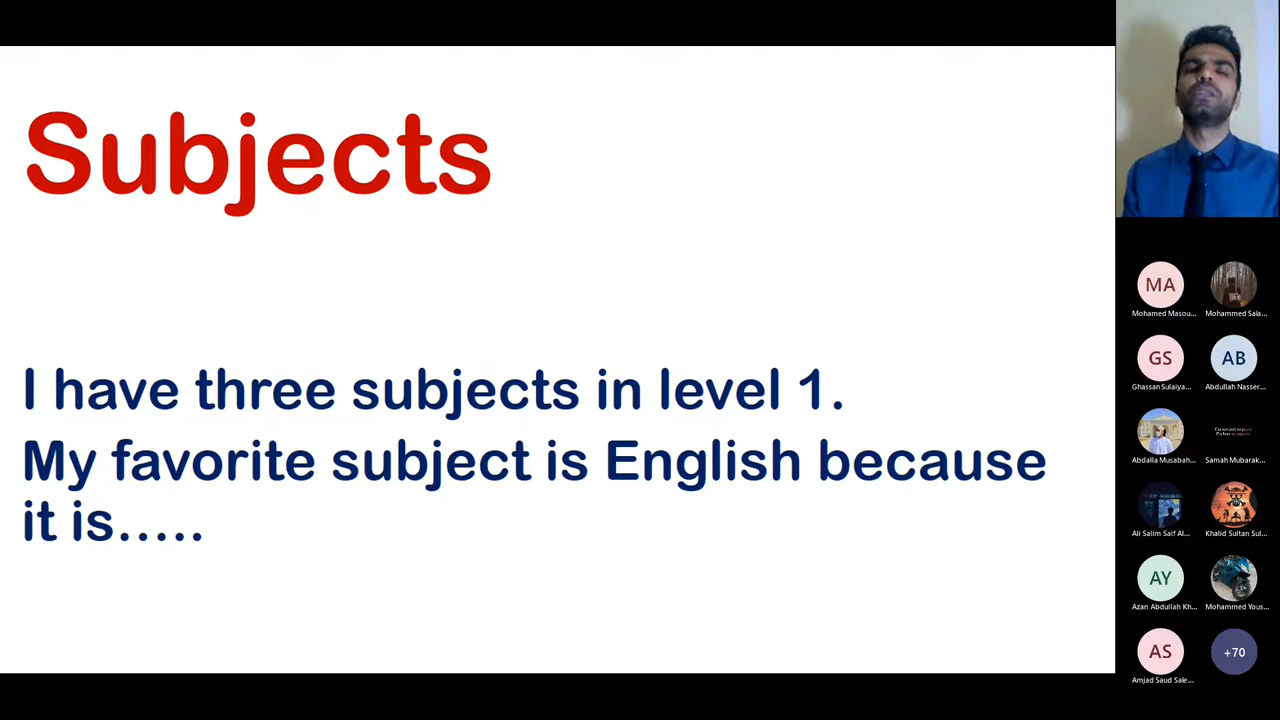 Subjects
I have three subjects in level 1.
My favorite subject is English because
it is.....
MA
Mohamed Masou...
Mohammed Sala...
GS
AB
Ghassan Sulaiya...
Abdullah Nasser...
Abdalla Musabah...
Samah Mubarak...
Ali Salim Saif Al...
Khalid Sultan Sul...
AY
Azan Abdullah Kh...
Mohammed Yous...
AS
+70
Amjad Saud Sale...